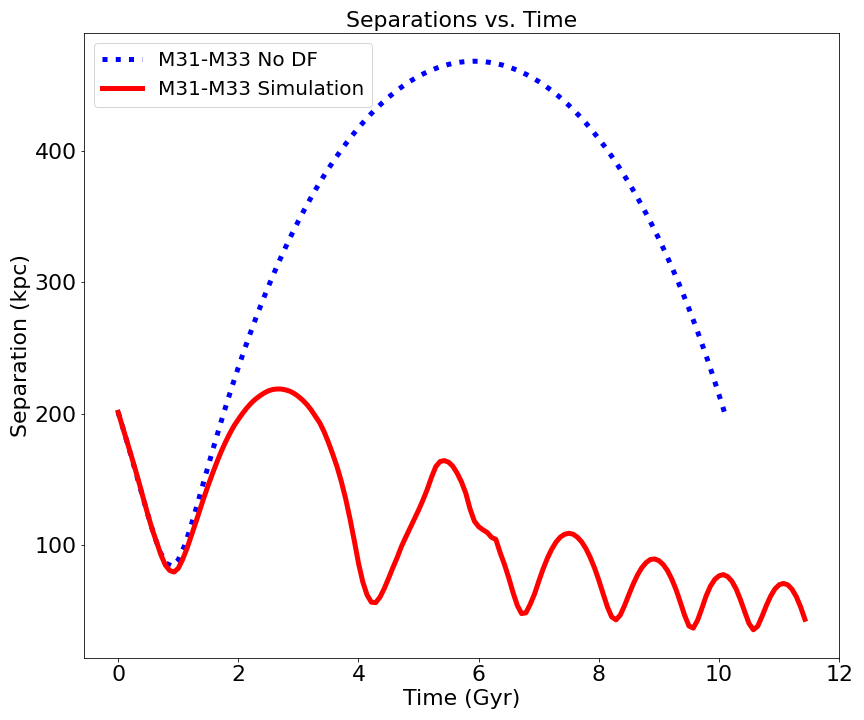 Separations vs. Time
M31-M33 No DF
M31-M33 Simulation
Separation (kpc)
400
300
200
100
0 2 4 6 8 10 12
Time (Gyr)